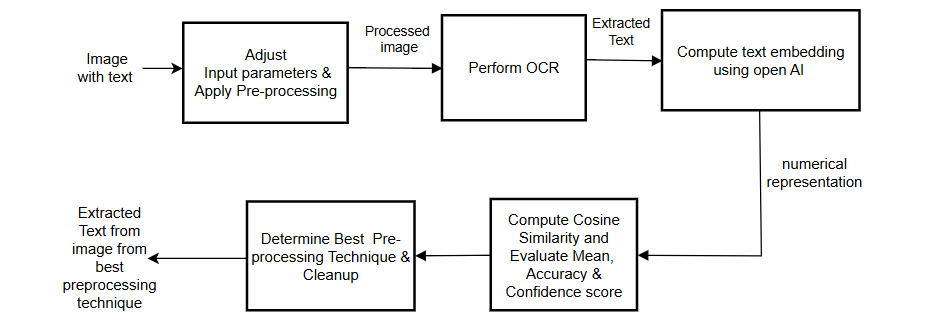 Image
with text
Adjust
Input parameters &
Apply Pre-processing
Processed
image
Perform OCR
Extracted
Text
Compute text embedding
using open AI
numerical
representation
Compute Cosine
Similarity and
Evaluate Mean,
Accuracy &
Confidence score
Determine Best Pre-
processing Technique &
Cleanup
Extracted
Text from
image from
best
preprocessing
technique